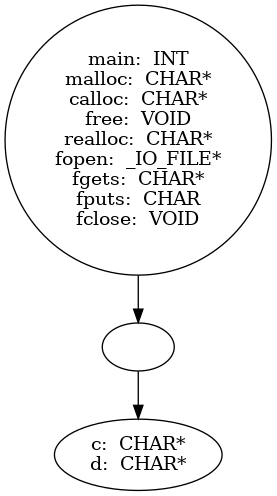 main:  INT
malloc:  CHAR*
calloc:  CHAR*
free:  VOID
realloc:  CHAR*
fopen:  _IO_FILE*
fgets:  CHAR*
fputs:  CHAR
fclose:  VOID
c:  CHAR*
d:  CHAR*